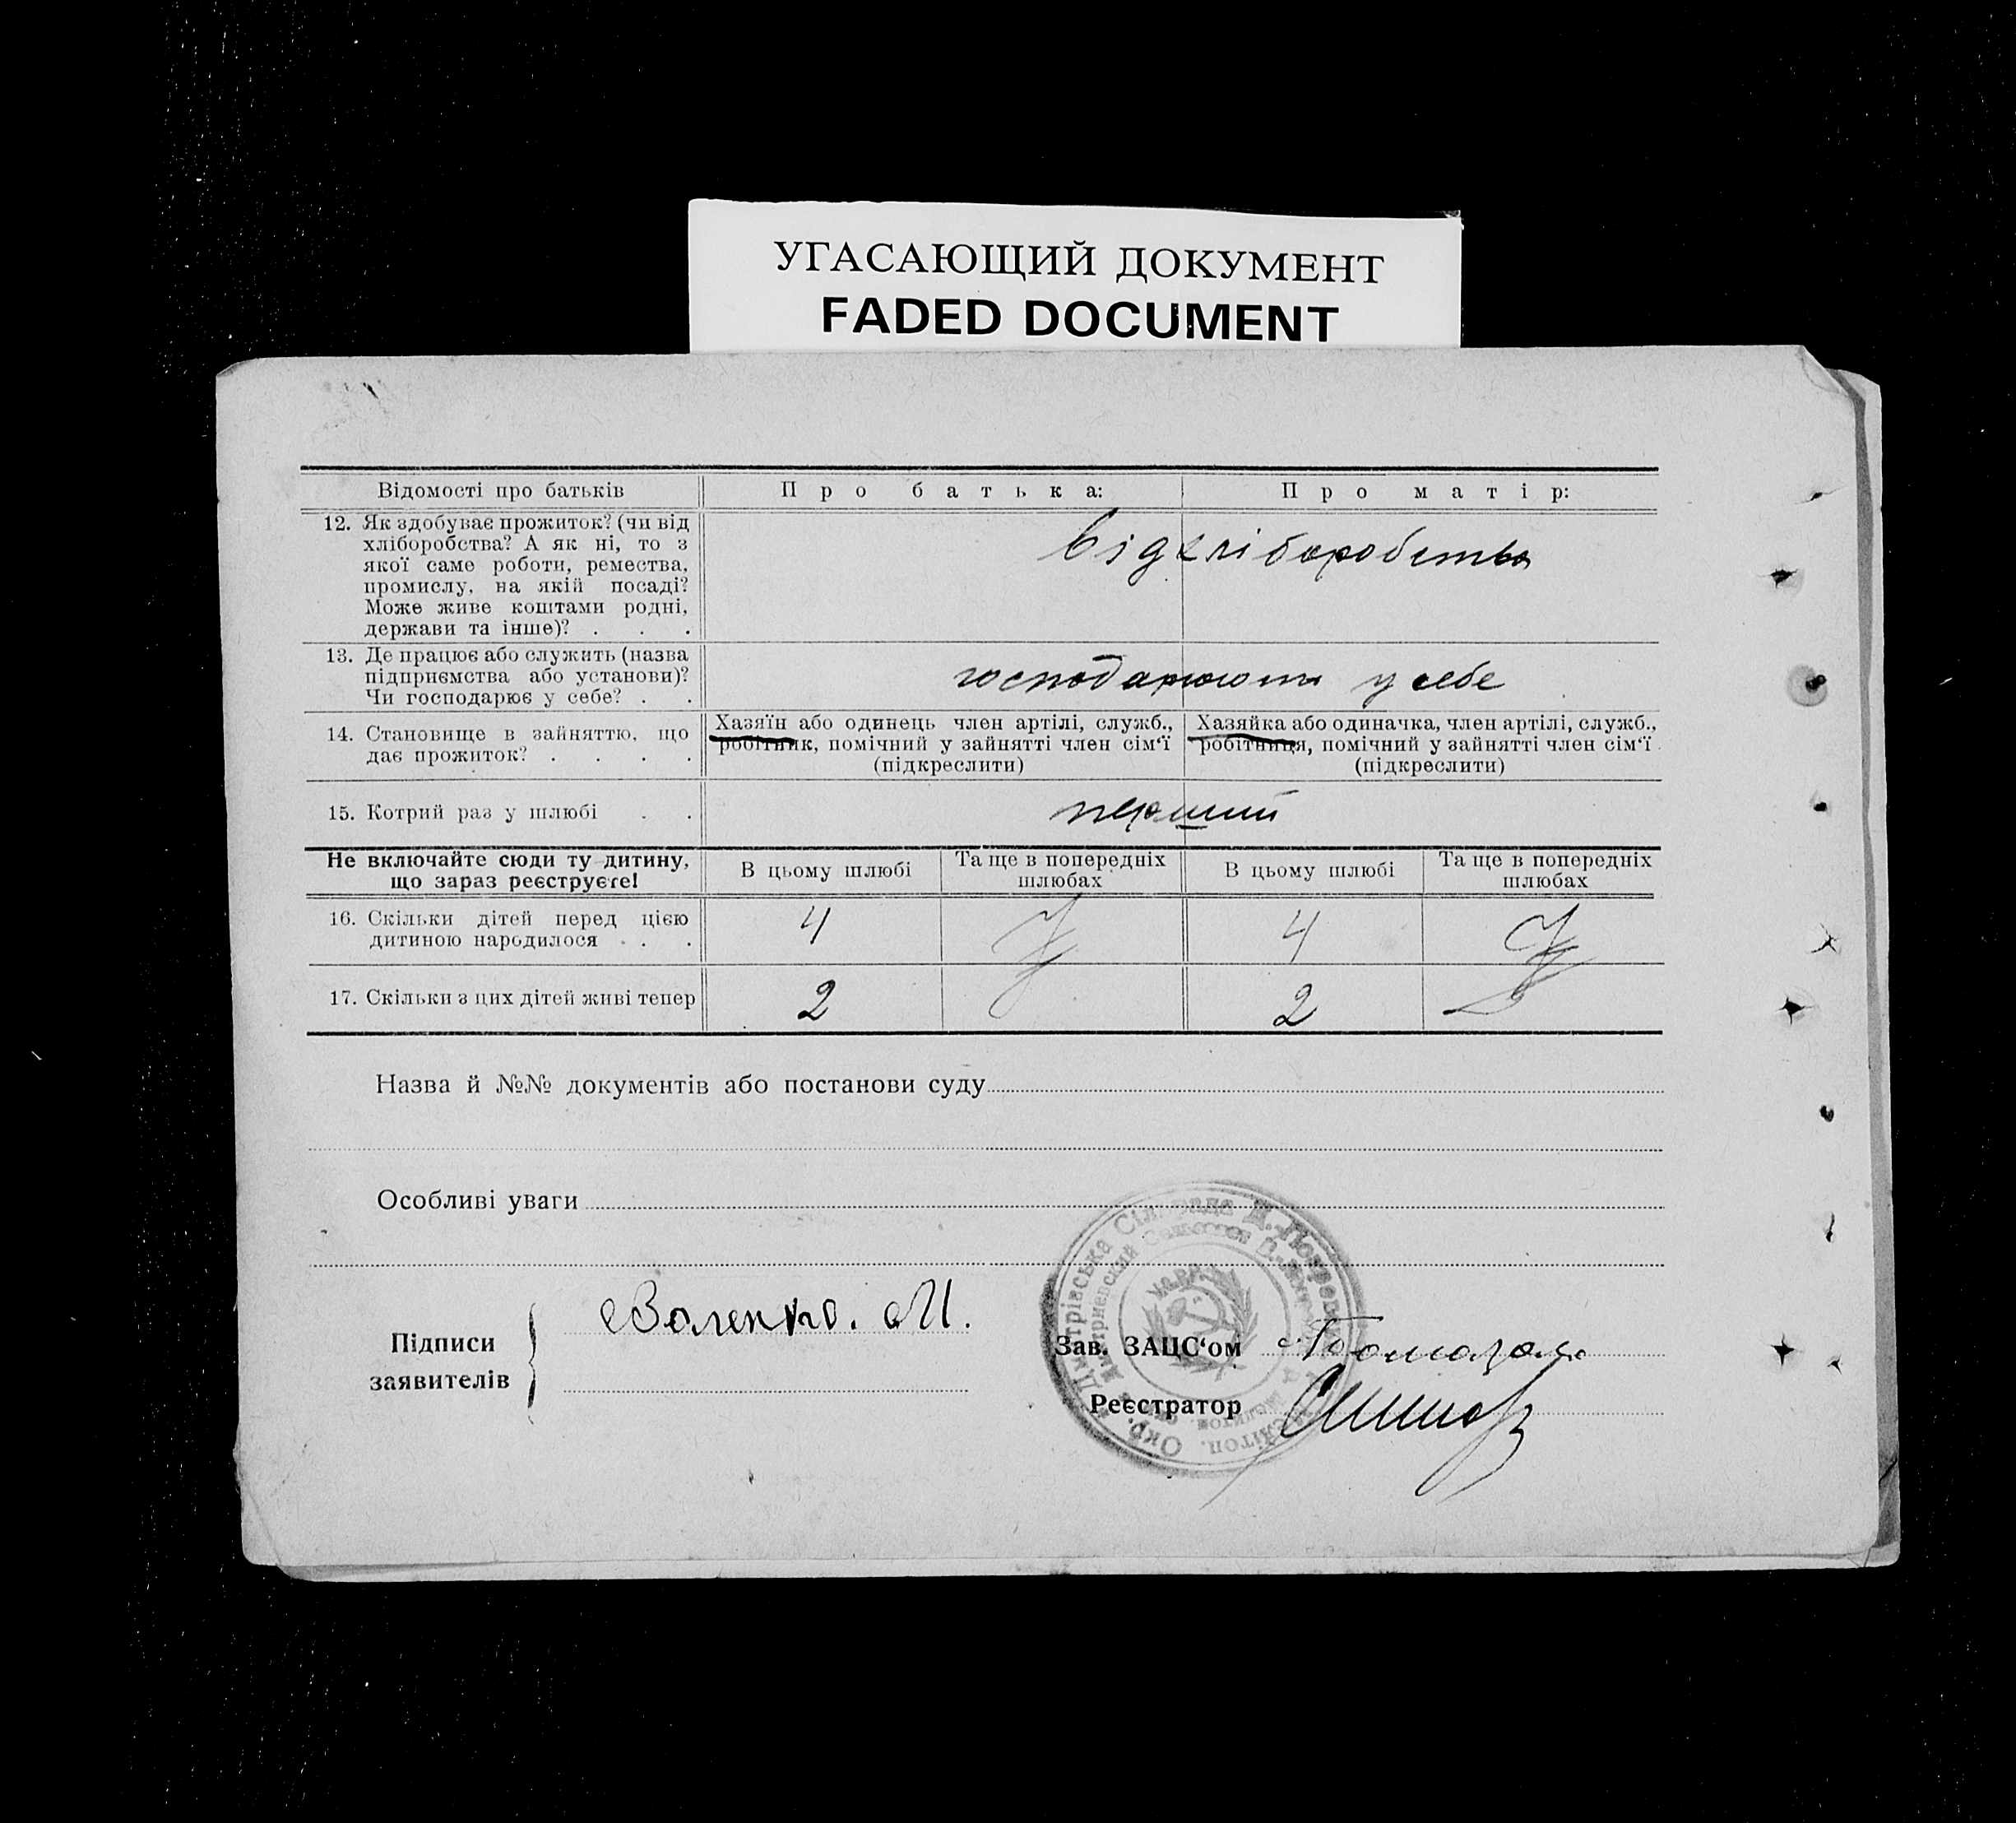 УГАСАЮЩИЙ ДОКУМЕНТ
FADED DOCUMENT
Відомості про батьків
Про батька:
Про матір:
12. Як здобуває прожиток? (чи від
хліборобства? А як ні, то з
якої саме роботи, ремества,
промислу, на якій посаді?
Може живе коштами родні,
держави та інше)? . . .
Від хліборобства
13. Де працює або служить (назва
підприємства або установи)?
Чи господарює у себе? . .
господарюють у себе
14. Становище в зайняттю, що
дає прожиток? . . . .
Хазяїн або одинець член артілі, служб.,
робітник, помічний у зайнятті член сім'ї
(підкреслити)
Хазяйка або одиначка, член артілі, служб.,
робітниця, помічний у зайнятті член сім'ї
(підкреслити)
15. Котрий раз у шлюбі . .
перший
Не включайте сюди ту дитину,
що зараз реєструєте!
В цьому шлюбі
Та ще в попередніх
шлюбах
В цьому шлюбі
Та ще в попередніх
шлюбах
16. Скільки дітей перед цією
дитиною народилося . .
4
4
17. Скільки з цих дітей живі тепер
2
2
Назва й №№ документів або постанови суду
Особливі уваги
Підписи
заявителів
М.
Зав. ЗАЦС'ом
Реєстратор
Дмитрівська Сіл. Рада
Окр.